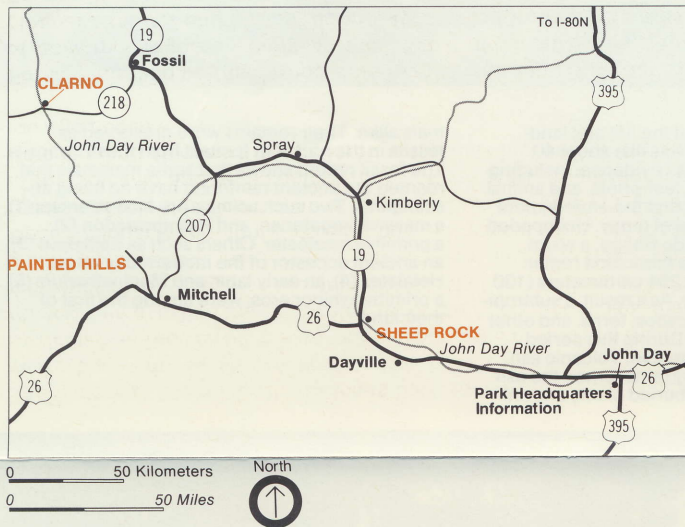 To I-80N
19
Fossil
395
CLARNO
218
John Day River
Spray
Kimberly
207
19
PAINTED HILLS
Mitchell
26
SHEEP ROCK
John Day River
John Day
Dayville
26
Park Headquarters
Information
26
395
0 50 Kilometers
0 50 Miles
North